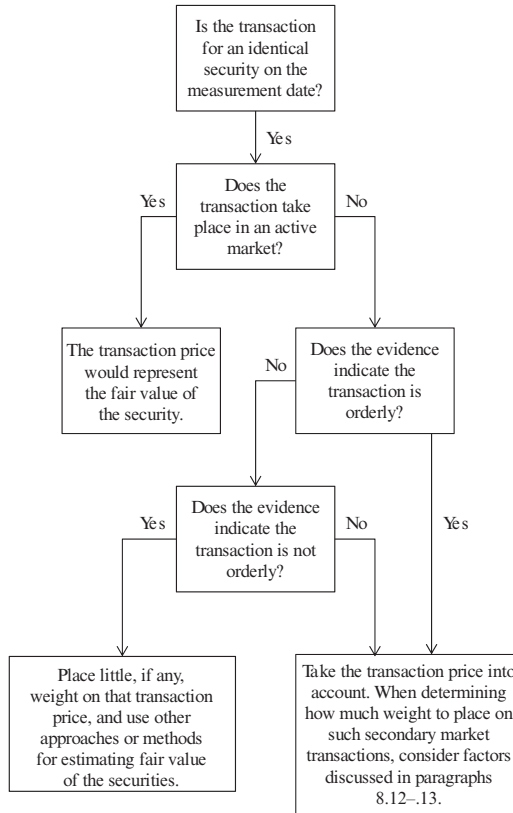 Is the transaction
for an identical
security on the
measurement date?
Yes
Does the
transaction take
place in an active
market?
Yes
No
The transaction price
would represent
the fair value of
the security.
Does the evidence
indicate the
transaction is
orderly?
No
Yes
Does the evidence
indicate the
transaction is not
orderly?
Yes
No
Place little, if any,
weight on that transaction
price, and use other
approaches or methods
for estimating fair value
of the securities.
Take the transaction price into
account. When determining
how much weight to place on
such secondary market
transactions, consider factors
discussed in paragraphs
8.12–.13.